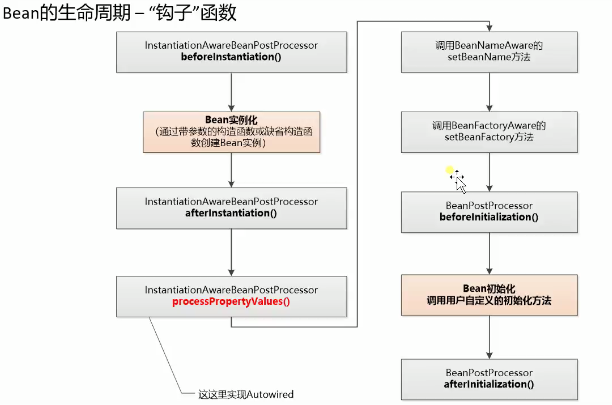 Bean的生命周期 – “钩子”函数
InstantiationAwareBeanPostProcessor
beforeInstantiation()
Bean实例化
（通过带参数的构造函数或缺省构造函
数创建Bean实例）
InstantiationAwareBeanPostProcessor
afterInstantiation()
InstantiationAwareBeanPostProcessor
processPropertyValues()
这这里实现Autowired
调用BeanNameAware的
setBeanName方法
调用BeanFactoryAware的
setBeanFactory方法
BeanPostProcessor
beforeInitialization()
Bean初始化
调用用户自定义的初始化方法
BeanPostProcessor
afterInitialization()